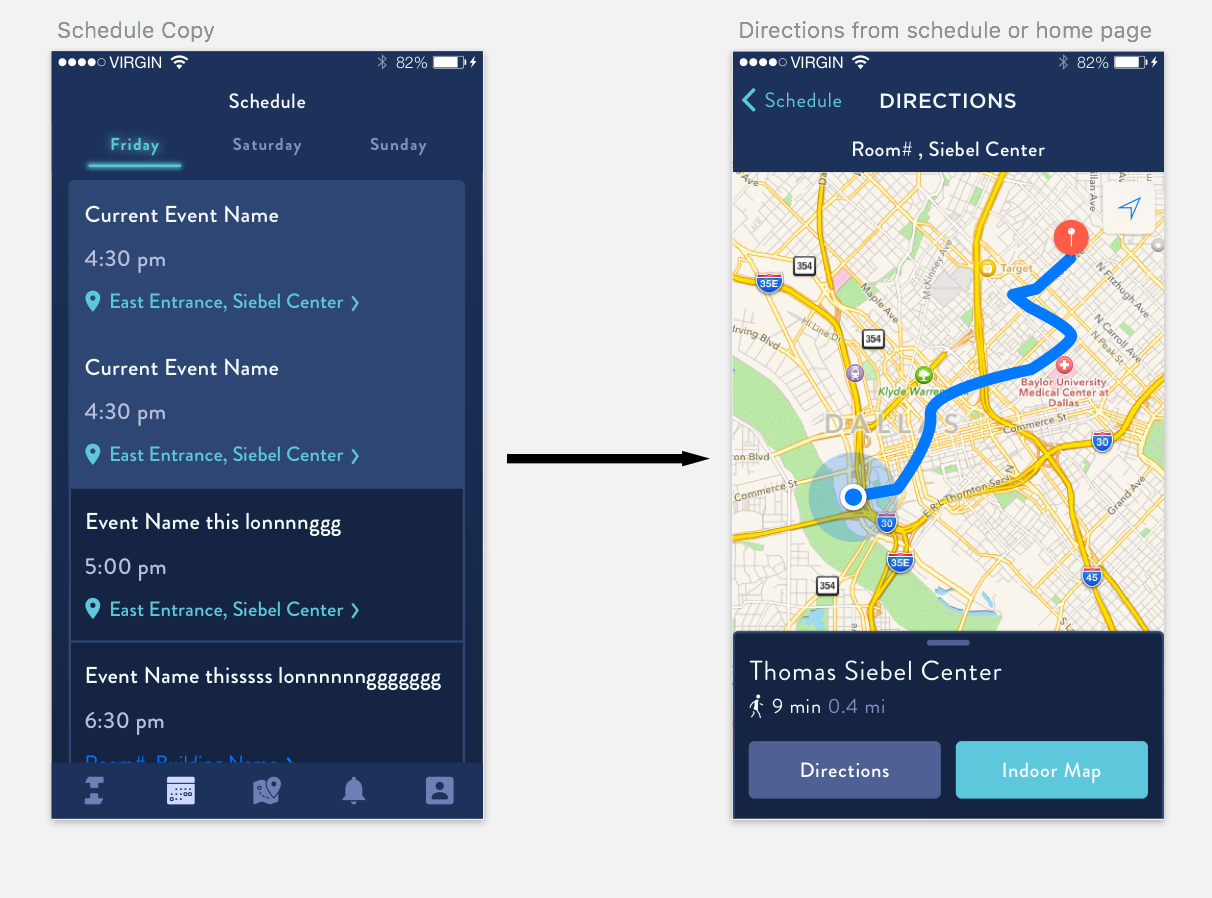 Schedule Copy
VIRGIN 82%
Schedule
Friday Saturday Sunday
Current Event Name
4:30 pm
East Entrance, Siebel Center
Current Event Name
4:30 pm
East Entrance, Siebel Center
Event Name this lonnnnggg
5:00 pm
East Entrance, Siebel Center
Event Name thisssss lonnnnnnggggggg
6:30 pm
Room#, Building Name
Directions from schedule or home page
VIRGIN 82%
Schedule DIRECTIONS
Room# , Siebel Center
354
35E
Target
McKinney Ave
Maple Ave
N Fitzhugh Ave
Hi Line Dr
Irving Blvd
354
N Carroll Ave
N Peak St
Klyde Warren
Baylor University
Medical Center at
Dallas
DALLAS
Commerce St
30
Commerce St
E R L Thornton Serv N
Grand Ave
30
35E
45
354
Thomas Siebel Center
9 min 0.4 mi
Directions Indoor Map